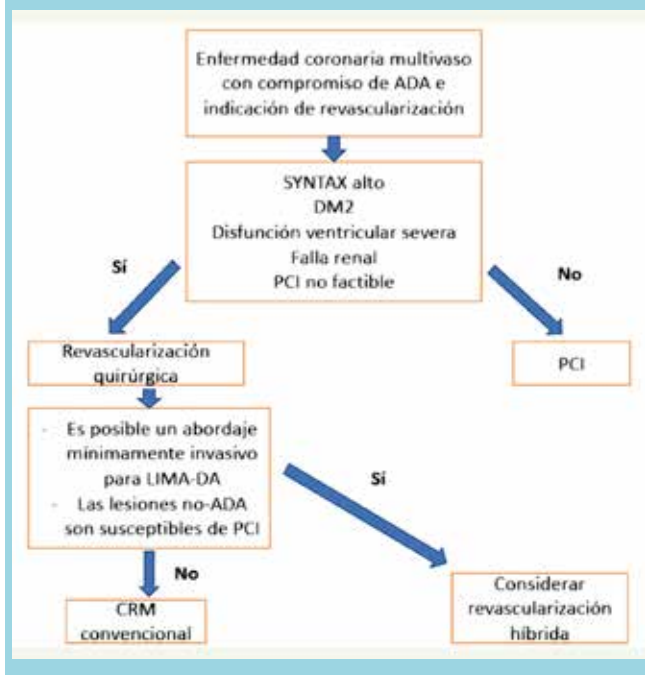 Enfermedad coronaria multivaso
con compromiso de ADA e
indicación de revascularización
SYNTAX alto
DM2
Disfunción ventricular severa
Falla renal
PCI no factible
Sí
No
Revascularización
quirúrgica
PCI
- Es posible un abordaje
mínimamente invasivo
para LIMA-DA
- Las lesiones no-ADA
son susceptibles de PCI
Sí
No
CRM
convencional
Considerar
revascularización
híbrida